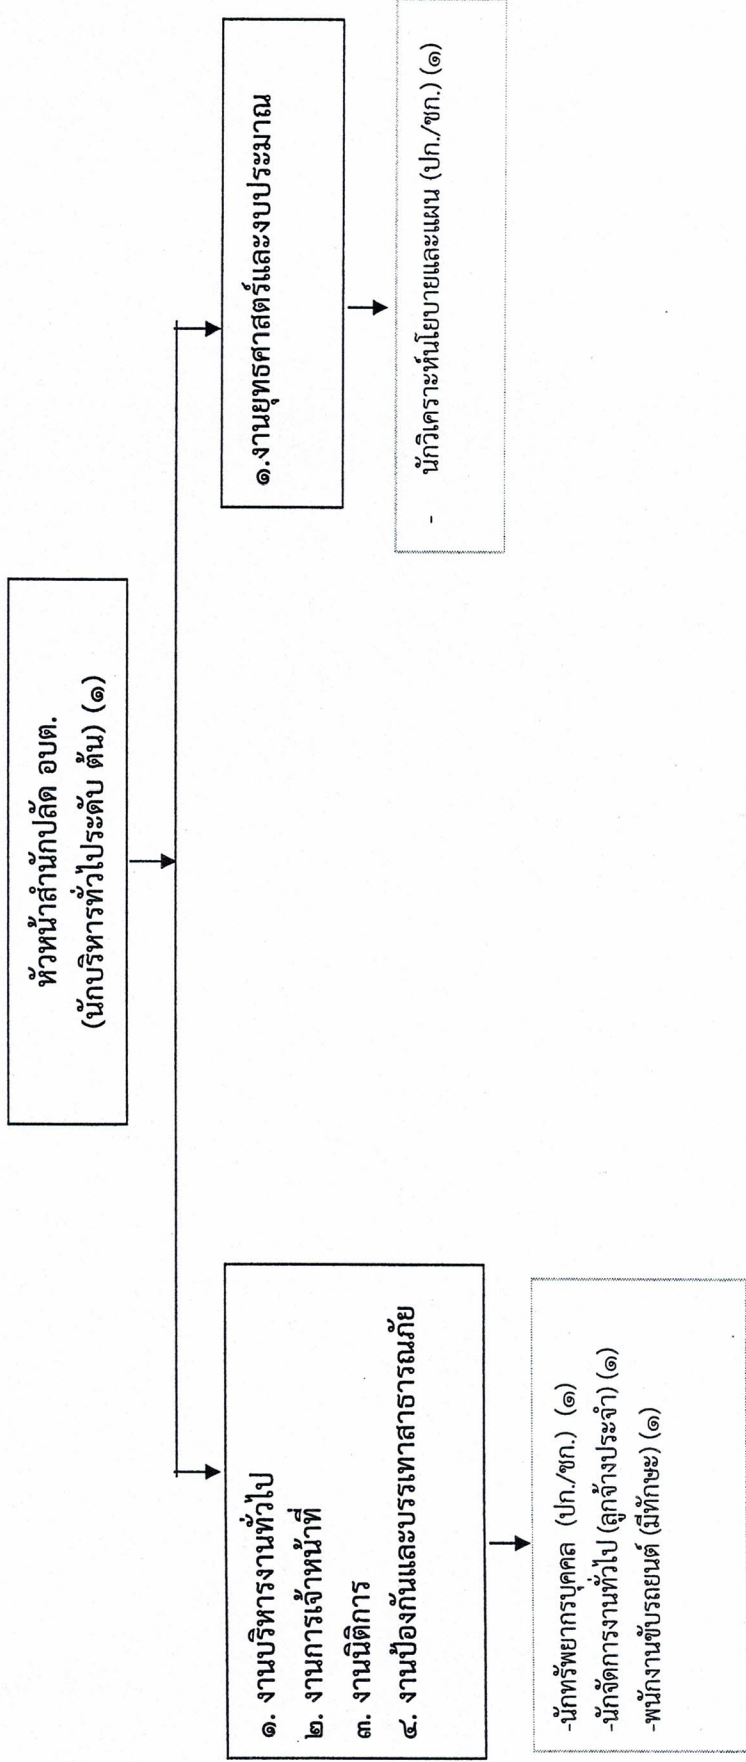 หัวหน้าสำนักปลัด อบต.
(นักบริหารทั่วไประดับ ต้น) (๑)
๑. งานบริหารงานทั่วไป
๒. งานการเจ้าหน้าที่
๓. งานนิติการ
๔. งานป้องกันและบรรเทาสาธารณภัย
-นักทรัพยากรบุคคล (ปก./ชก.) (๑)
-นักจัดการงานทั่วไป (ลูกจ้างประจำ) (๑)
-พนักงานขับรถยนต์ (มีทักษะ) (๑)
๑.งานยุทธศาสตร์และงบประมาณ
- นักวิเคราะห์นโยบายและแผน (ปก./ชก.) (๑)